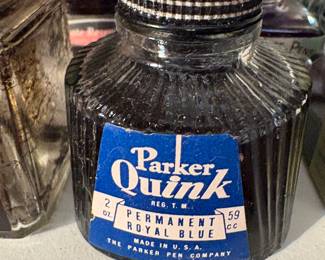 Parker
Quink
REG. T. M.
2 OZ. PERMANENT 59 CC
ROYAL BLUE
MADE IN U.S.A.
THE PARKER PEN COMPANY